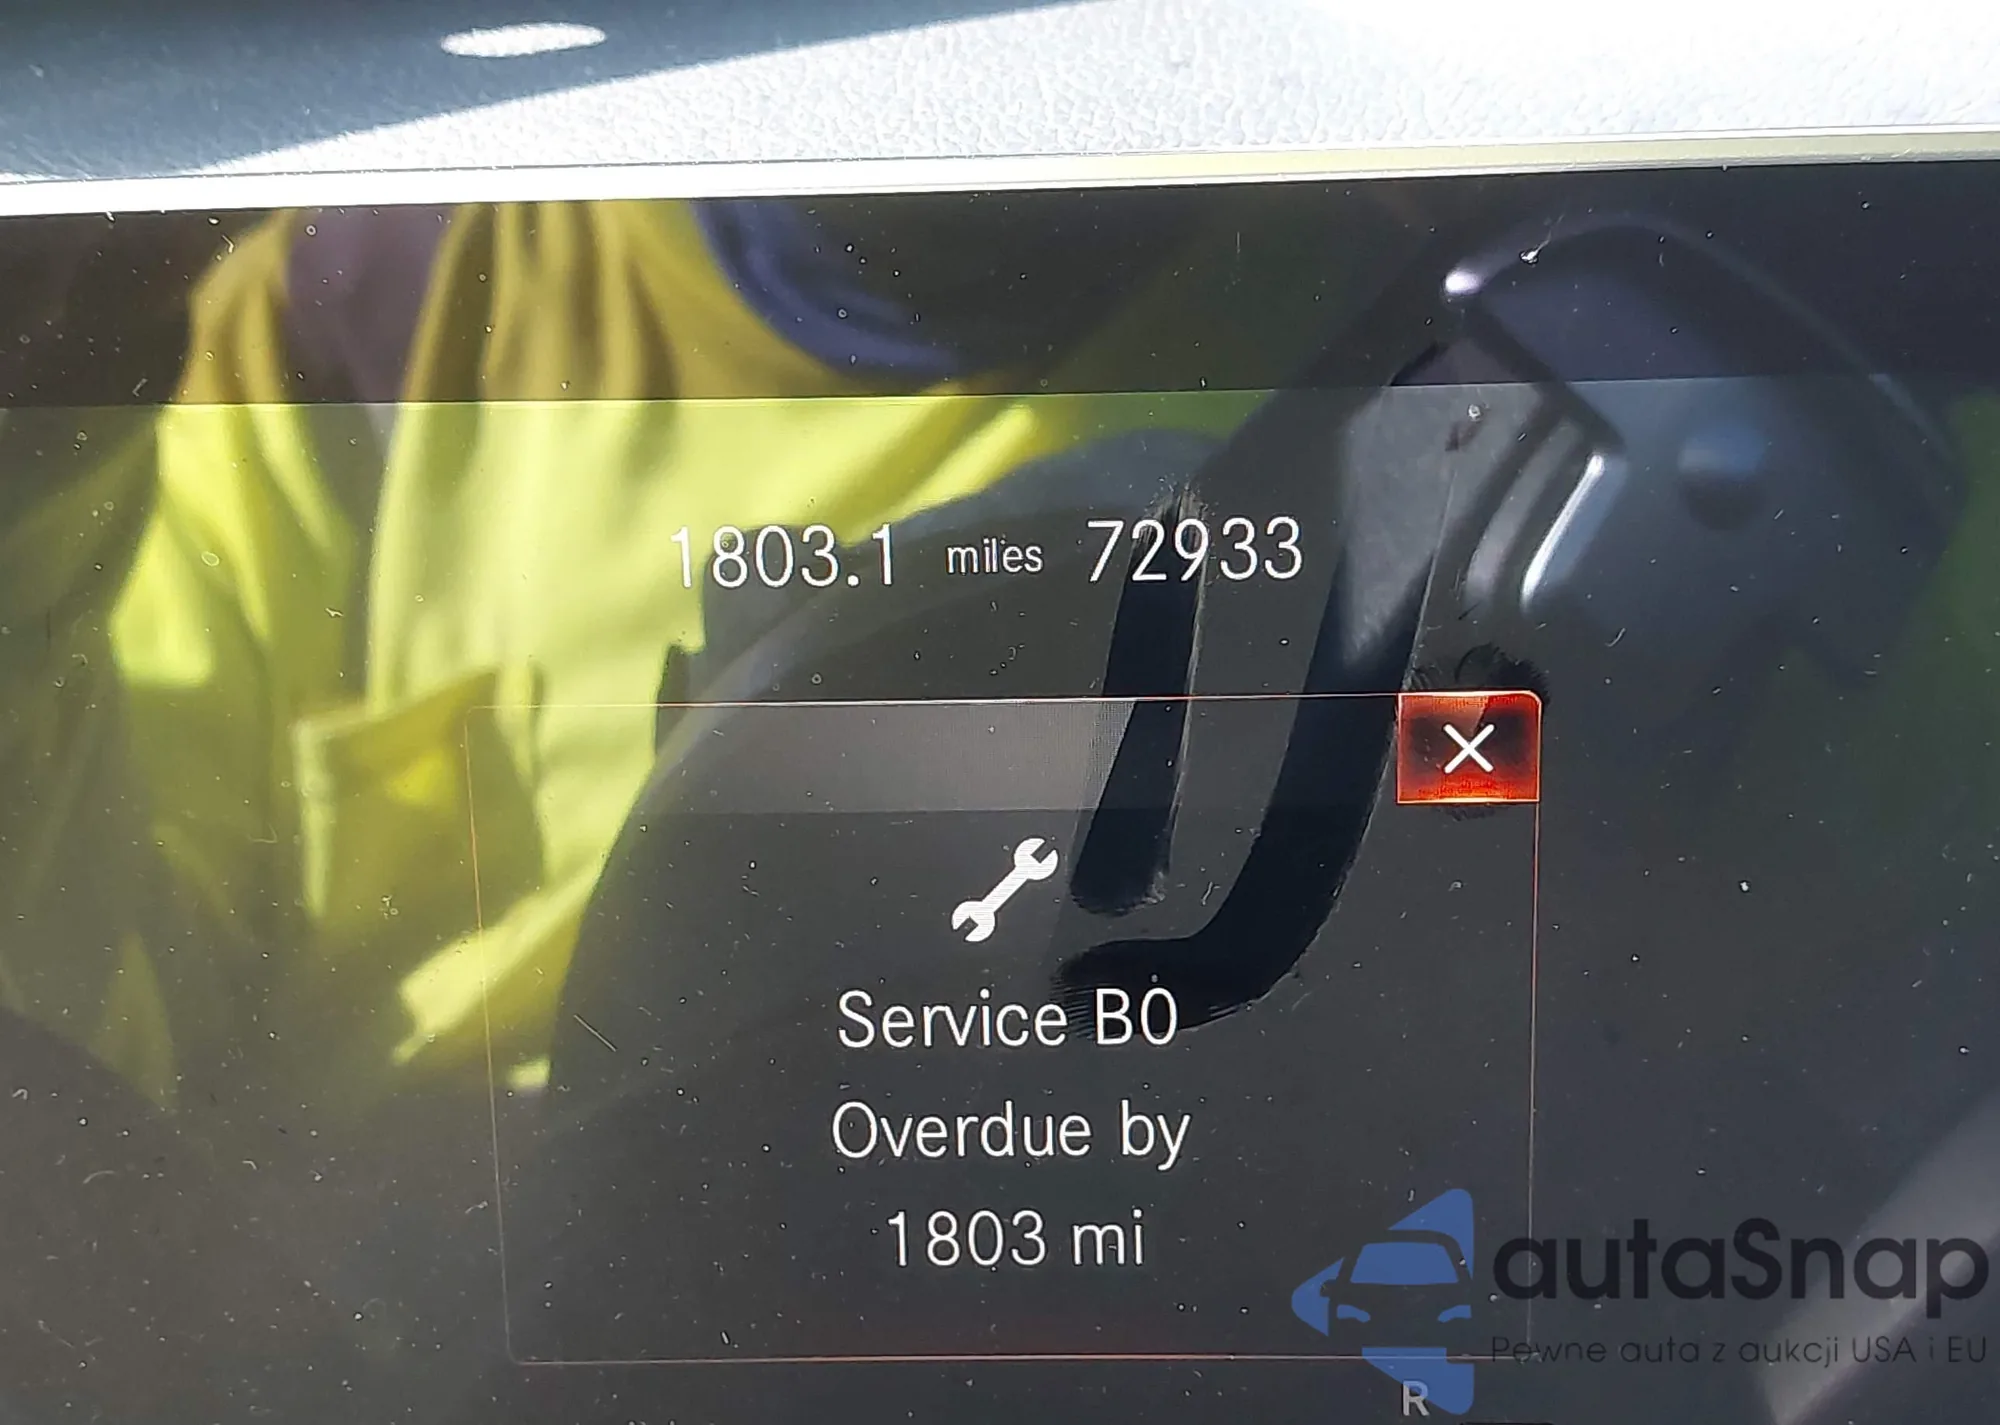 1803.1 miles 72933
Service B0
Overdue by
1803 mi
autaSnap
Pewne auta z aukcji USA i EU
R